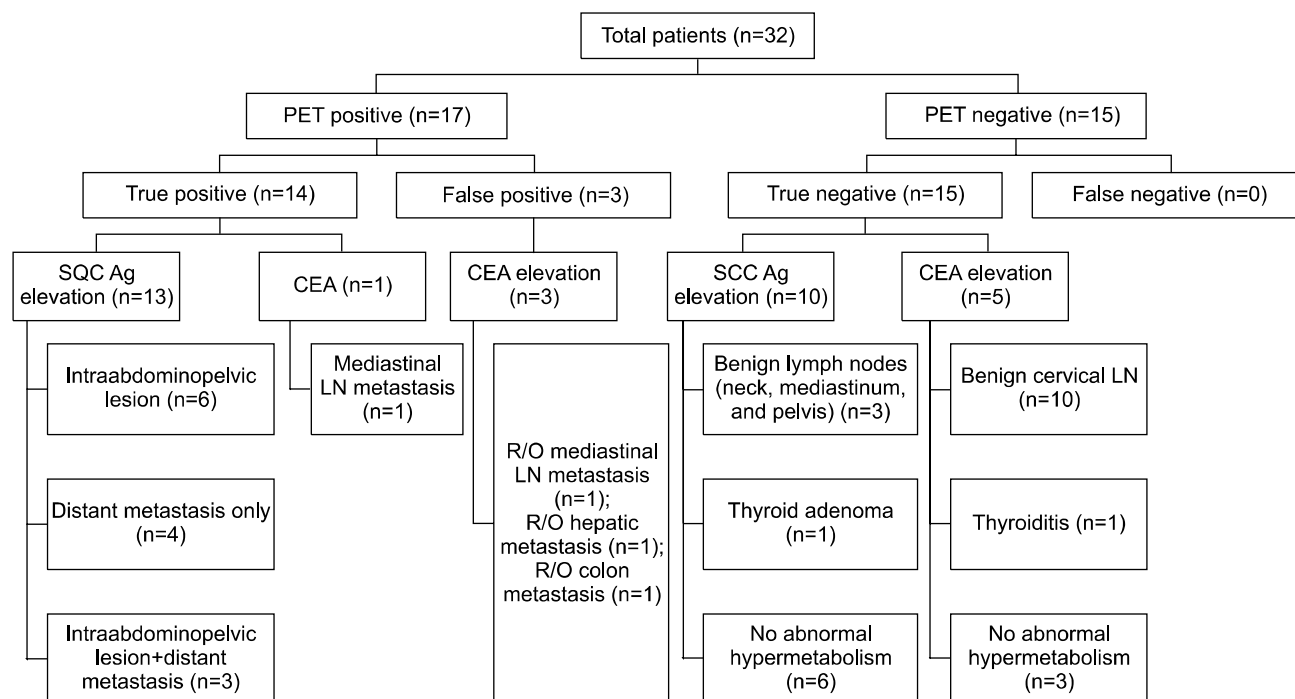 Total patients (n=32)
PET positive (n=17)
PET negative (n=15)
True positive (n=14)
False positive (n=3)
True negative (n=15)
False negative (n=0)
SQC Ag
elevation (n=13)
CEA (n=1)
CEA elevation
(n=3)
SCC Ag
elevation (n=10)
CEA elevation
(n=5)
Intraabdominopelvic
lesion (n=6)
Mediastinal
LN metastasis
(n=1)
R/O mediastinal
LN metastasis
(n=1);
R/O hepatic
metastasis (n=1);
R/O colon
metastasis (n=1)
Benign lymph nodes
(neck, mediastinum,
and pelvis) (n=3)
Benign cervical LN
(n=10)
Distant metastasis only
(n=4)
Thyroid adenoma
(n=1)
Thyroiditis (n=1)
Intraabdominopelvic
lesion+distant
metastasis (n=3)
No abnormal
hypermetabolism
(n=6)
No abnormal
hypermetabolism
(n=3)